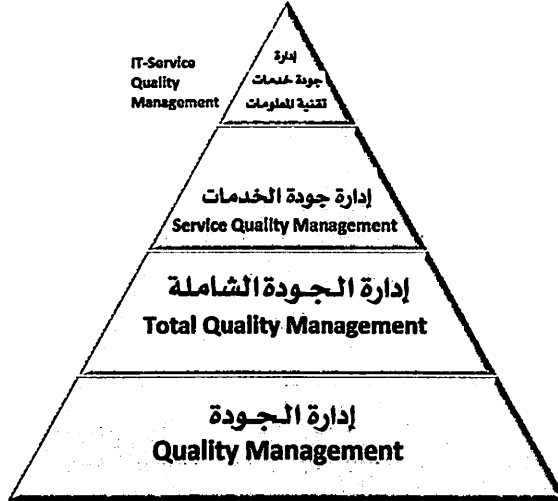 IT-Service
Quality
Management
إدارة
جودة خدمات
تقنية المعلومات
إدارة جودة الخدمات
Service Quality Management
إدارة الجودة الشاملة
Total Quality Management
إدارة الجودة
Quality Management